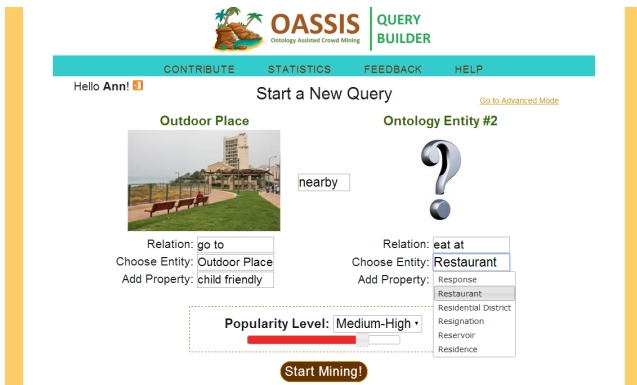 OASSIS
Ontology Assisted Crowd Mining
QUERY
BUILDER
CONTRIBUTE STATISTICS FEEDBACK HELP
Hello Ann!
Start a New Query
Go to Advanced Mode
Outdoor Place
Ontology Entity #2
nearby
Relation: go to
Choose Entity: Outdoor Place
Add Property: child friendly
Relation: eat at
Choose Entity: Restaurant
Add Property:
Response
Restaurant
Residential District
Resignation
Reservoir
Residence
Popularity Level: Medium-High
Start Mining!